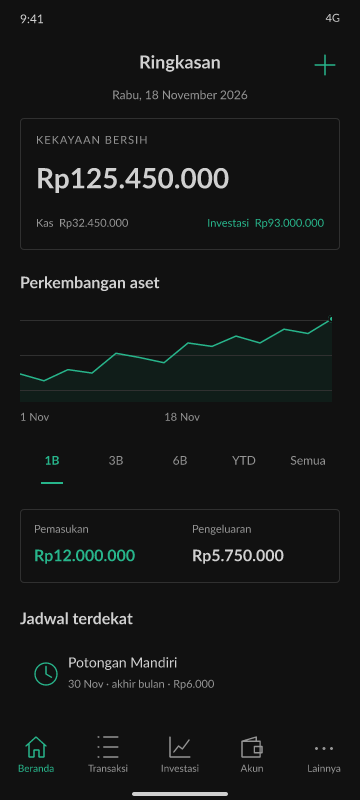 9:41 4G
Ringkasan
Rabu, 18 November 2026
KEKAYAAN BERSIH
Rp125.450.000
Kas Rp32.450.000 Investasi Rp93.000.000
Perkembangan aset
1 Nov 18 Nov
1B 3B 6B YTD Semua
Pemasukan Pengeluaran
Rp12.000.000 Rp5.750.000
Jadwal terdekat
Potongan Mandiri
30 Nov · akhir bulan · Rp6.000
Beranda Transaksi Investasi Akun Lainnya